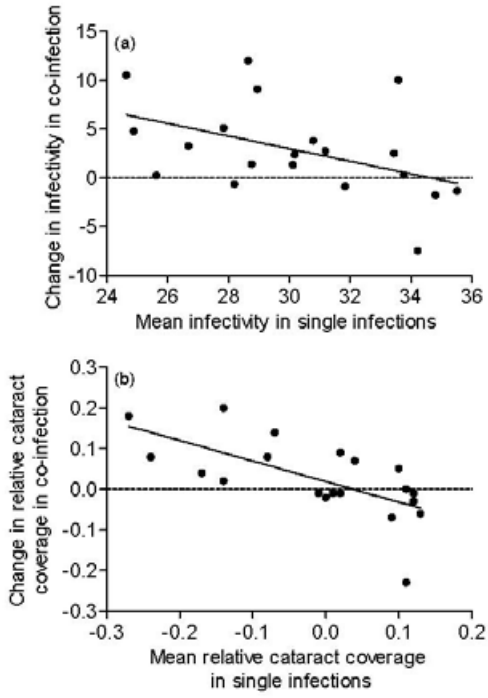 (a)
Change in infectivity in co-infection
15
10
5
0
-5
-10
24 26 28 30 32 34 36
Mean infectivity in single infections
(b)
Change in relative cataract
coverage in co-infection
0.3
0.2
0.1
0.0
-0.1
-0.2
-0.3
-0.3 -0.2 -0.1 0.0 0.1 0.2
Mean relative cataract coverage
in single infections